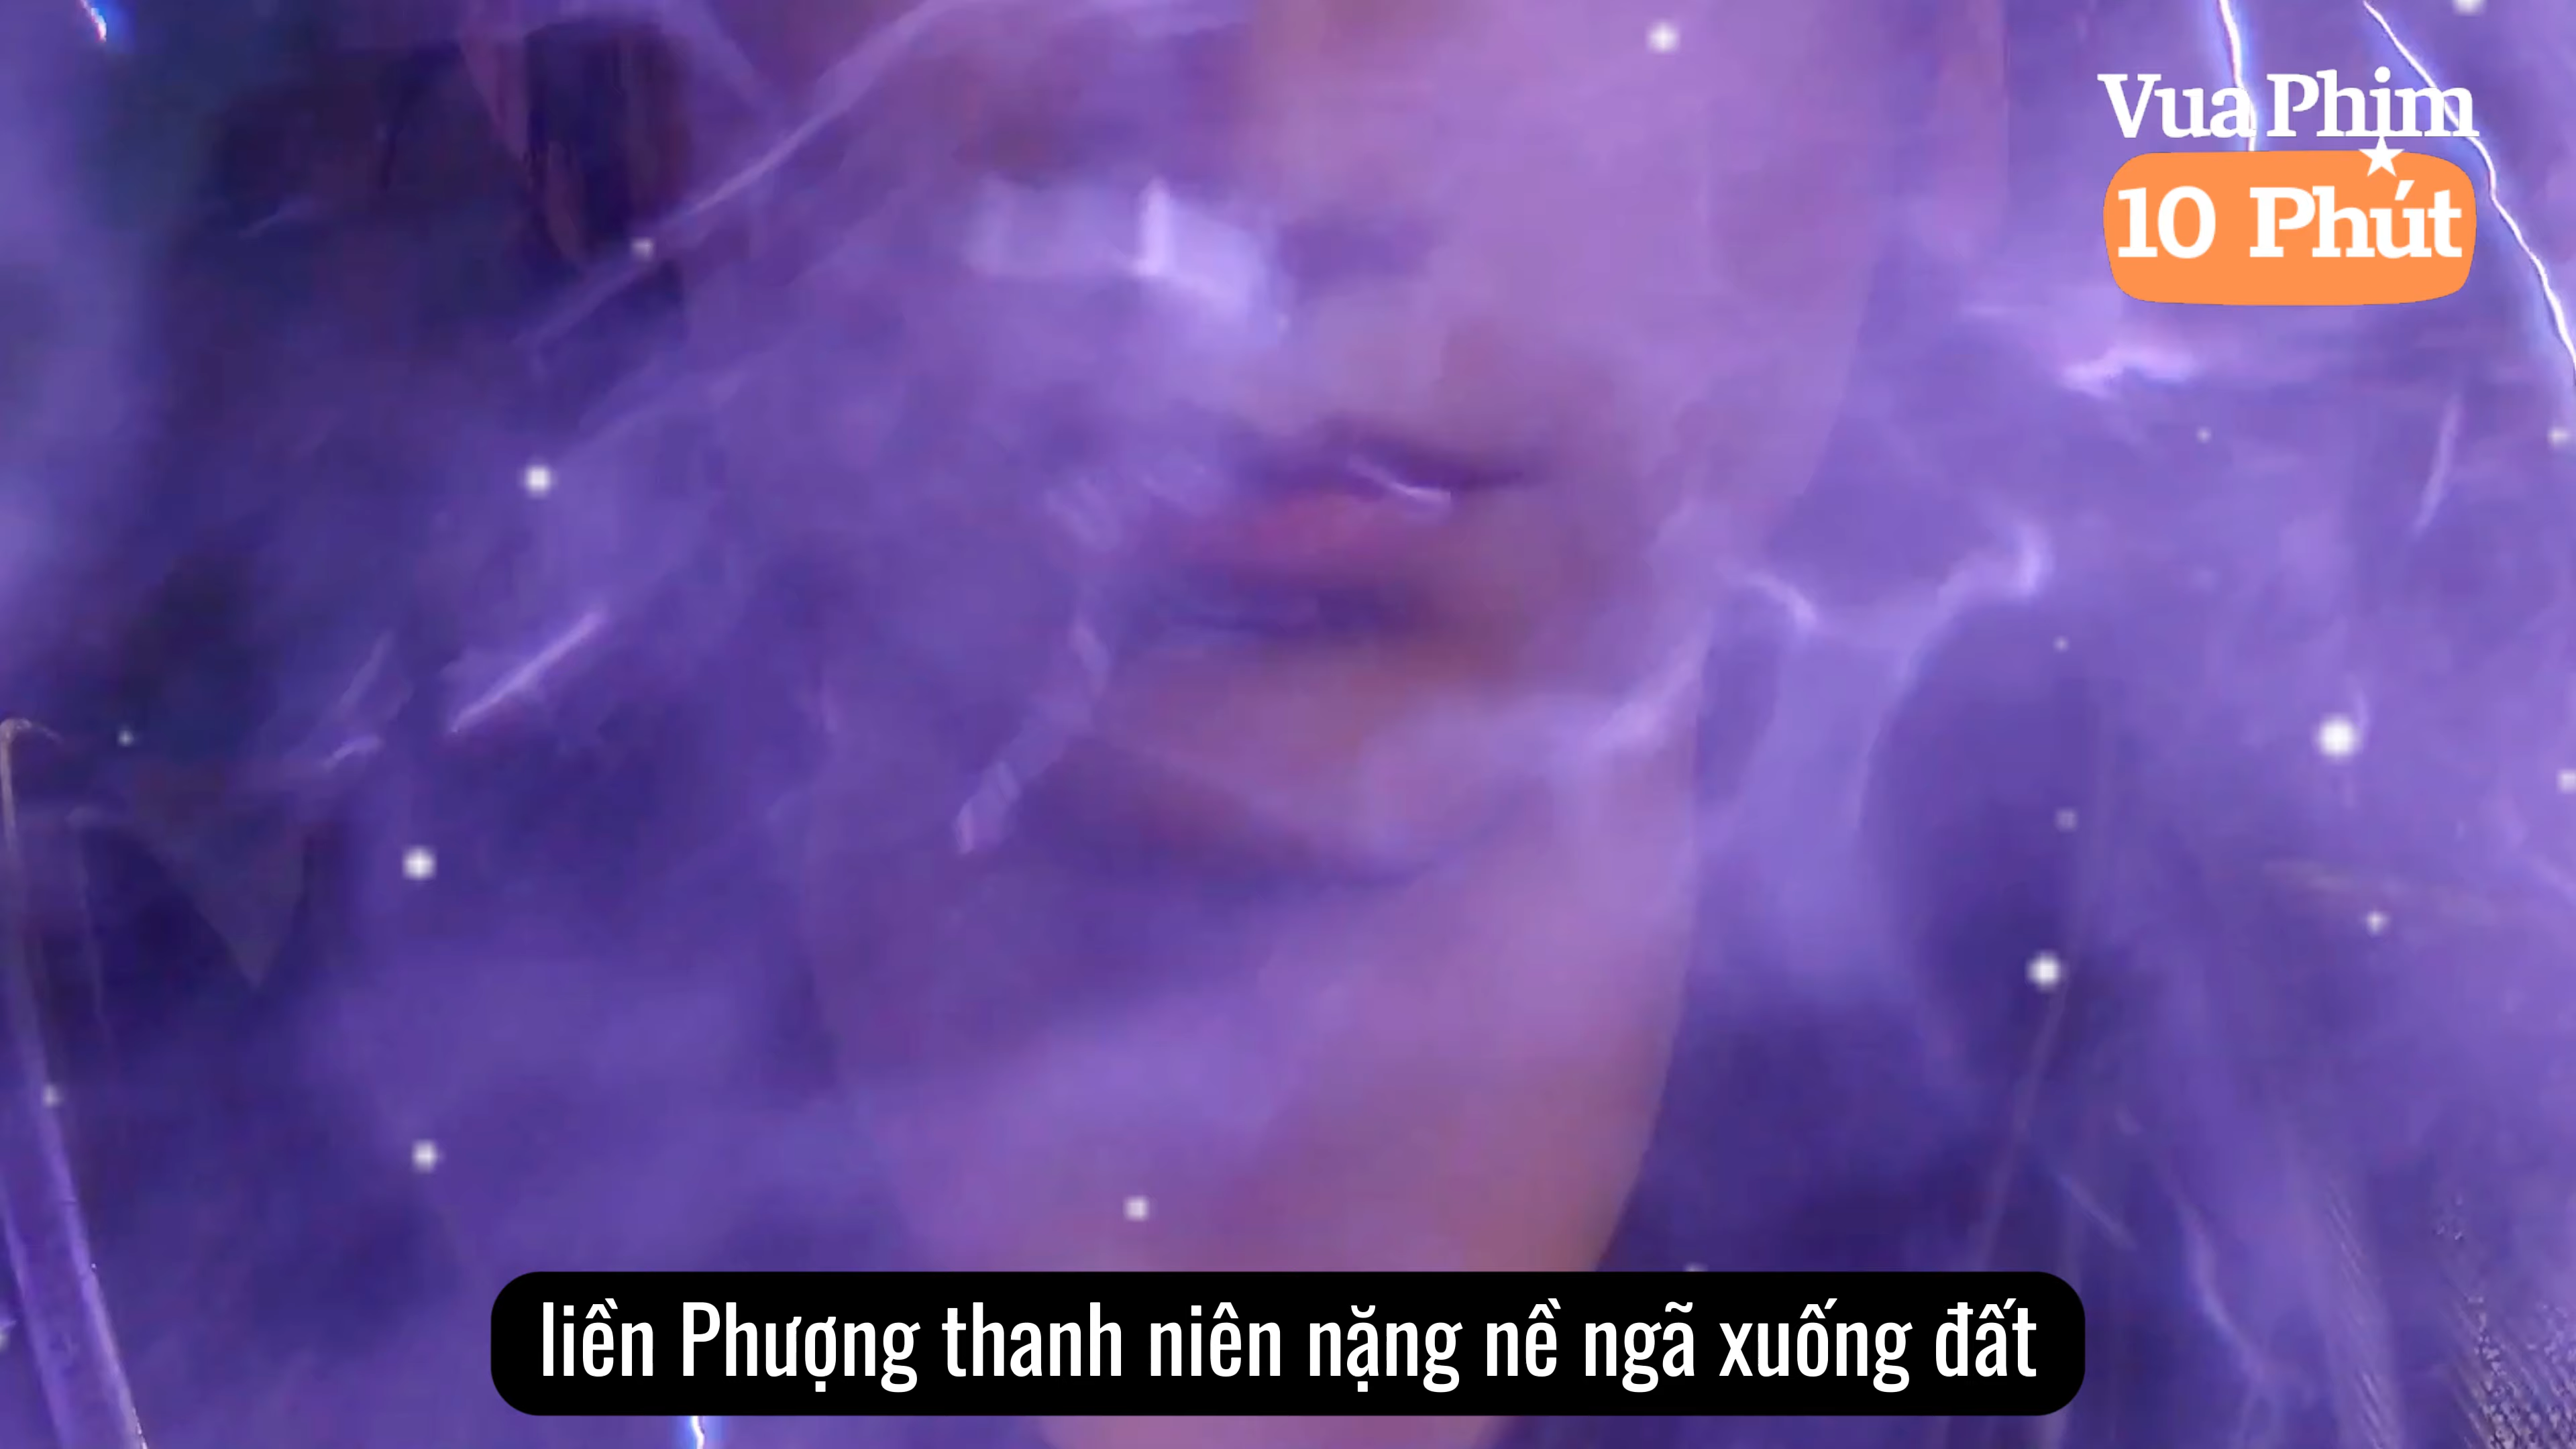 Vua Phim
10 Phút
liền Phượng thanh niên nặng nề ngã xuống đất